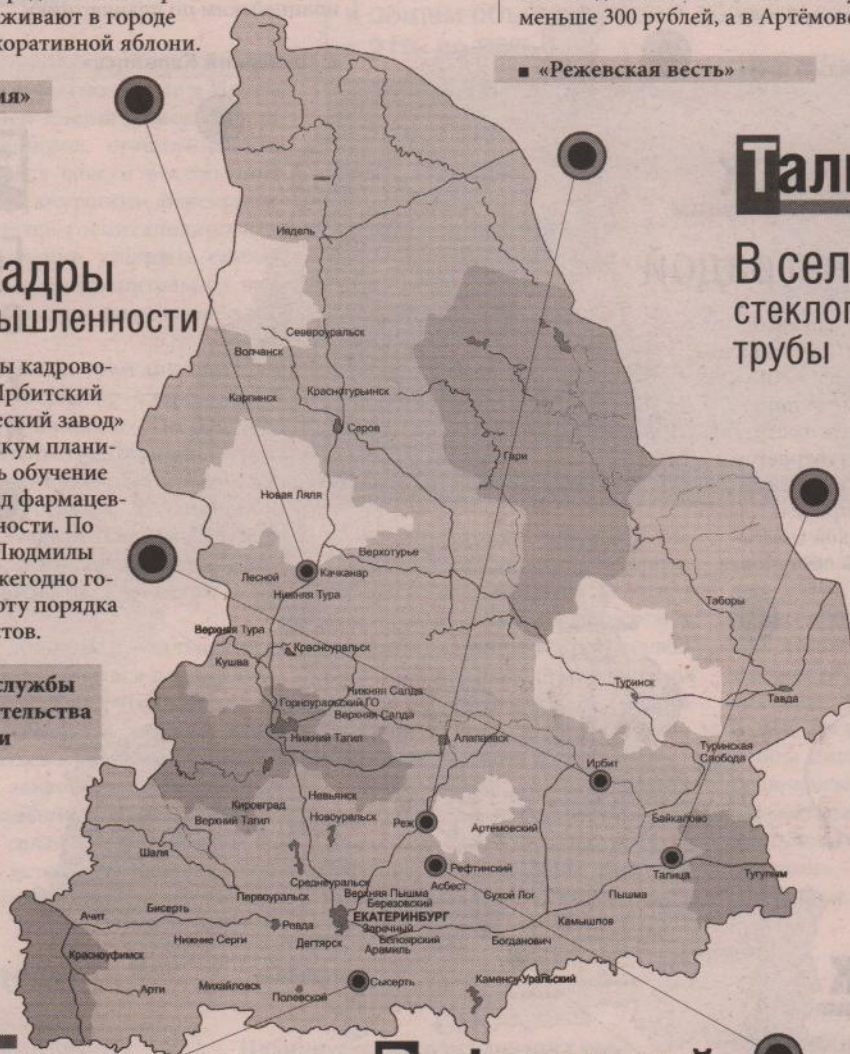 живают в городе
коративной яблони.
ия»
меньше 300 рублей, а в Артёмово
■ «Режевская весть»
Тали
В сел
стеклоп
трубы
адры
ышленности
ы кадрово-
Ирбитский
еский завод»
кум плани-
ь обучение
д фармацев-
ности. По
Людмилы
жегодно го-
оту порядка
стов.
службы
тельства
и
Ивдель
Североуральск
Волчанск
Карпинск
Краснотурьинск
Серов
Гари
Новая Ляля
Верхотурье
Лесной
Качканар
Нижняя Тура
Таборы
Верхняя Тура
Красноуральск
Кушва
Туринск
Тавда
Нижняя Салда
Горноуральский ГО
Верхняя Салда
Нижний Тагил
Алапаевск
Туринская
Слобода
Ирбит
Невьянск
Кировград
Новоуральск
Верхний Тагил
Реж
Артемовский
Байкалово
Шаля
Рефтинский
Талица
Тугулым
Среднеуральск
Асбест
Первоуральск
Верхняя Пышма
Сухой Лог
Пышма
Березовский
Бисерть
Ачит
ЕКАТЕРИНБУРГ
Камышлов
Ревда
Заречный
Нижние Серги
Дегтярск
Белоярский
Богданович
Арамиль
Красноуфимск
Арти
Михайловск
Полевской
Сысерть
Каменск-Уральский